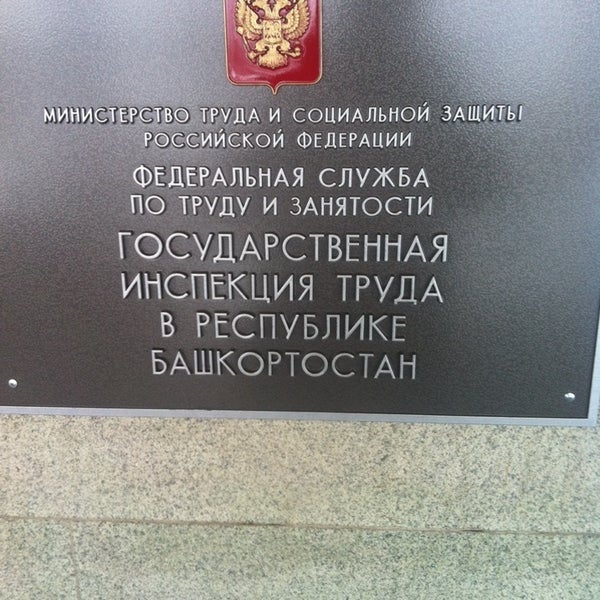 МИНИСТЕРСТВО ТРУДА И СОЦИАЛЬНОЙ ЗАЩИТЫ
РОССИЙСКОЙ ФЕДЕРАЦИИ
ФЕДЕРАЛЬНАЯ СЛУЖБА
ПО ТРУДУ И ЗАНЯТОСТИ
ГОСУДАРСТВЕННАЯ
ИНСПЕКЦИЯ ТРУДА
В РЕСПУБЛИКЕ
БАШКОРТОСТАН